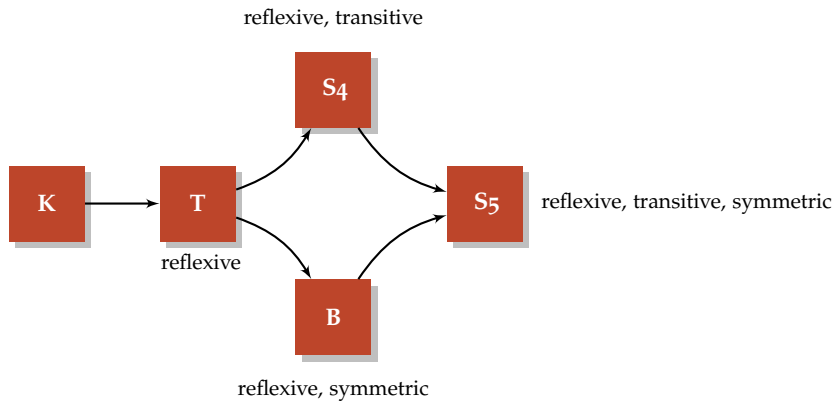 reflexive, transitive
S4
K
T
S5
reflexive, transitive, symmetric
reflexive
B
reflexive, symmetric